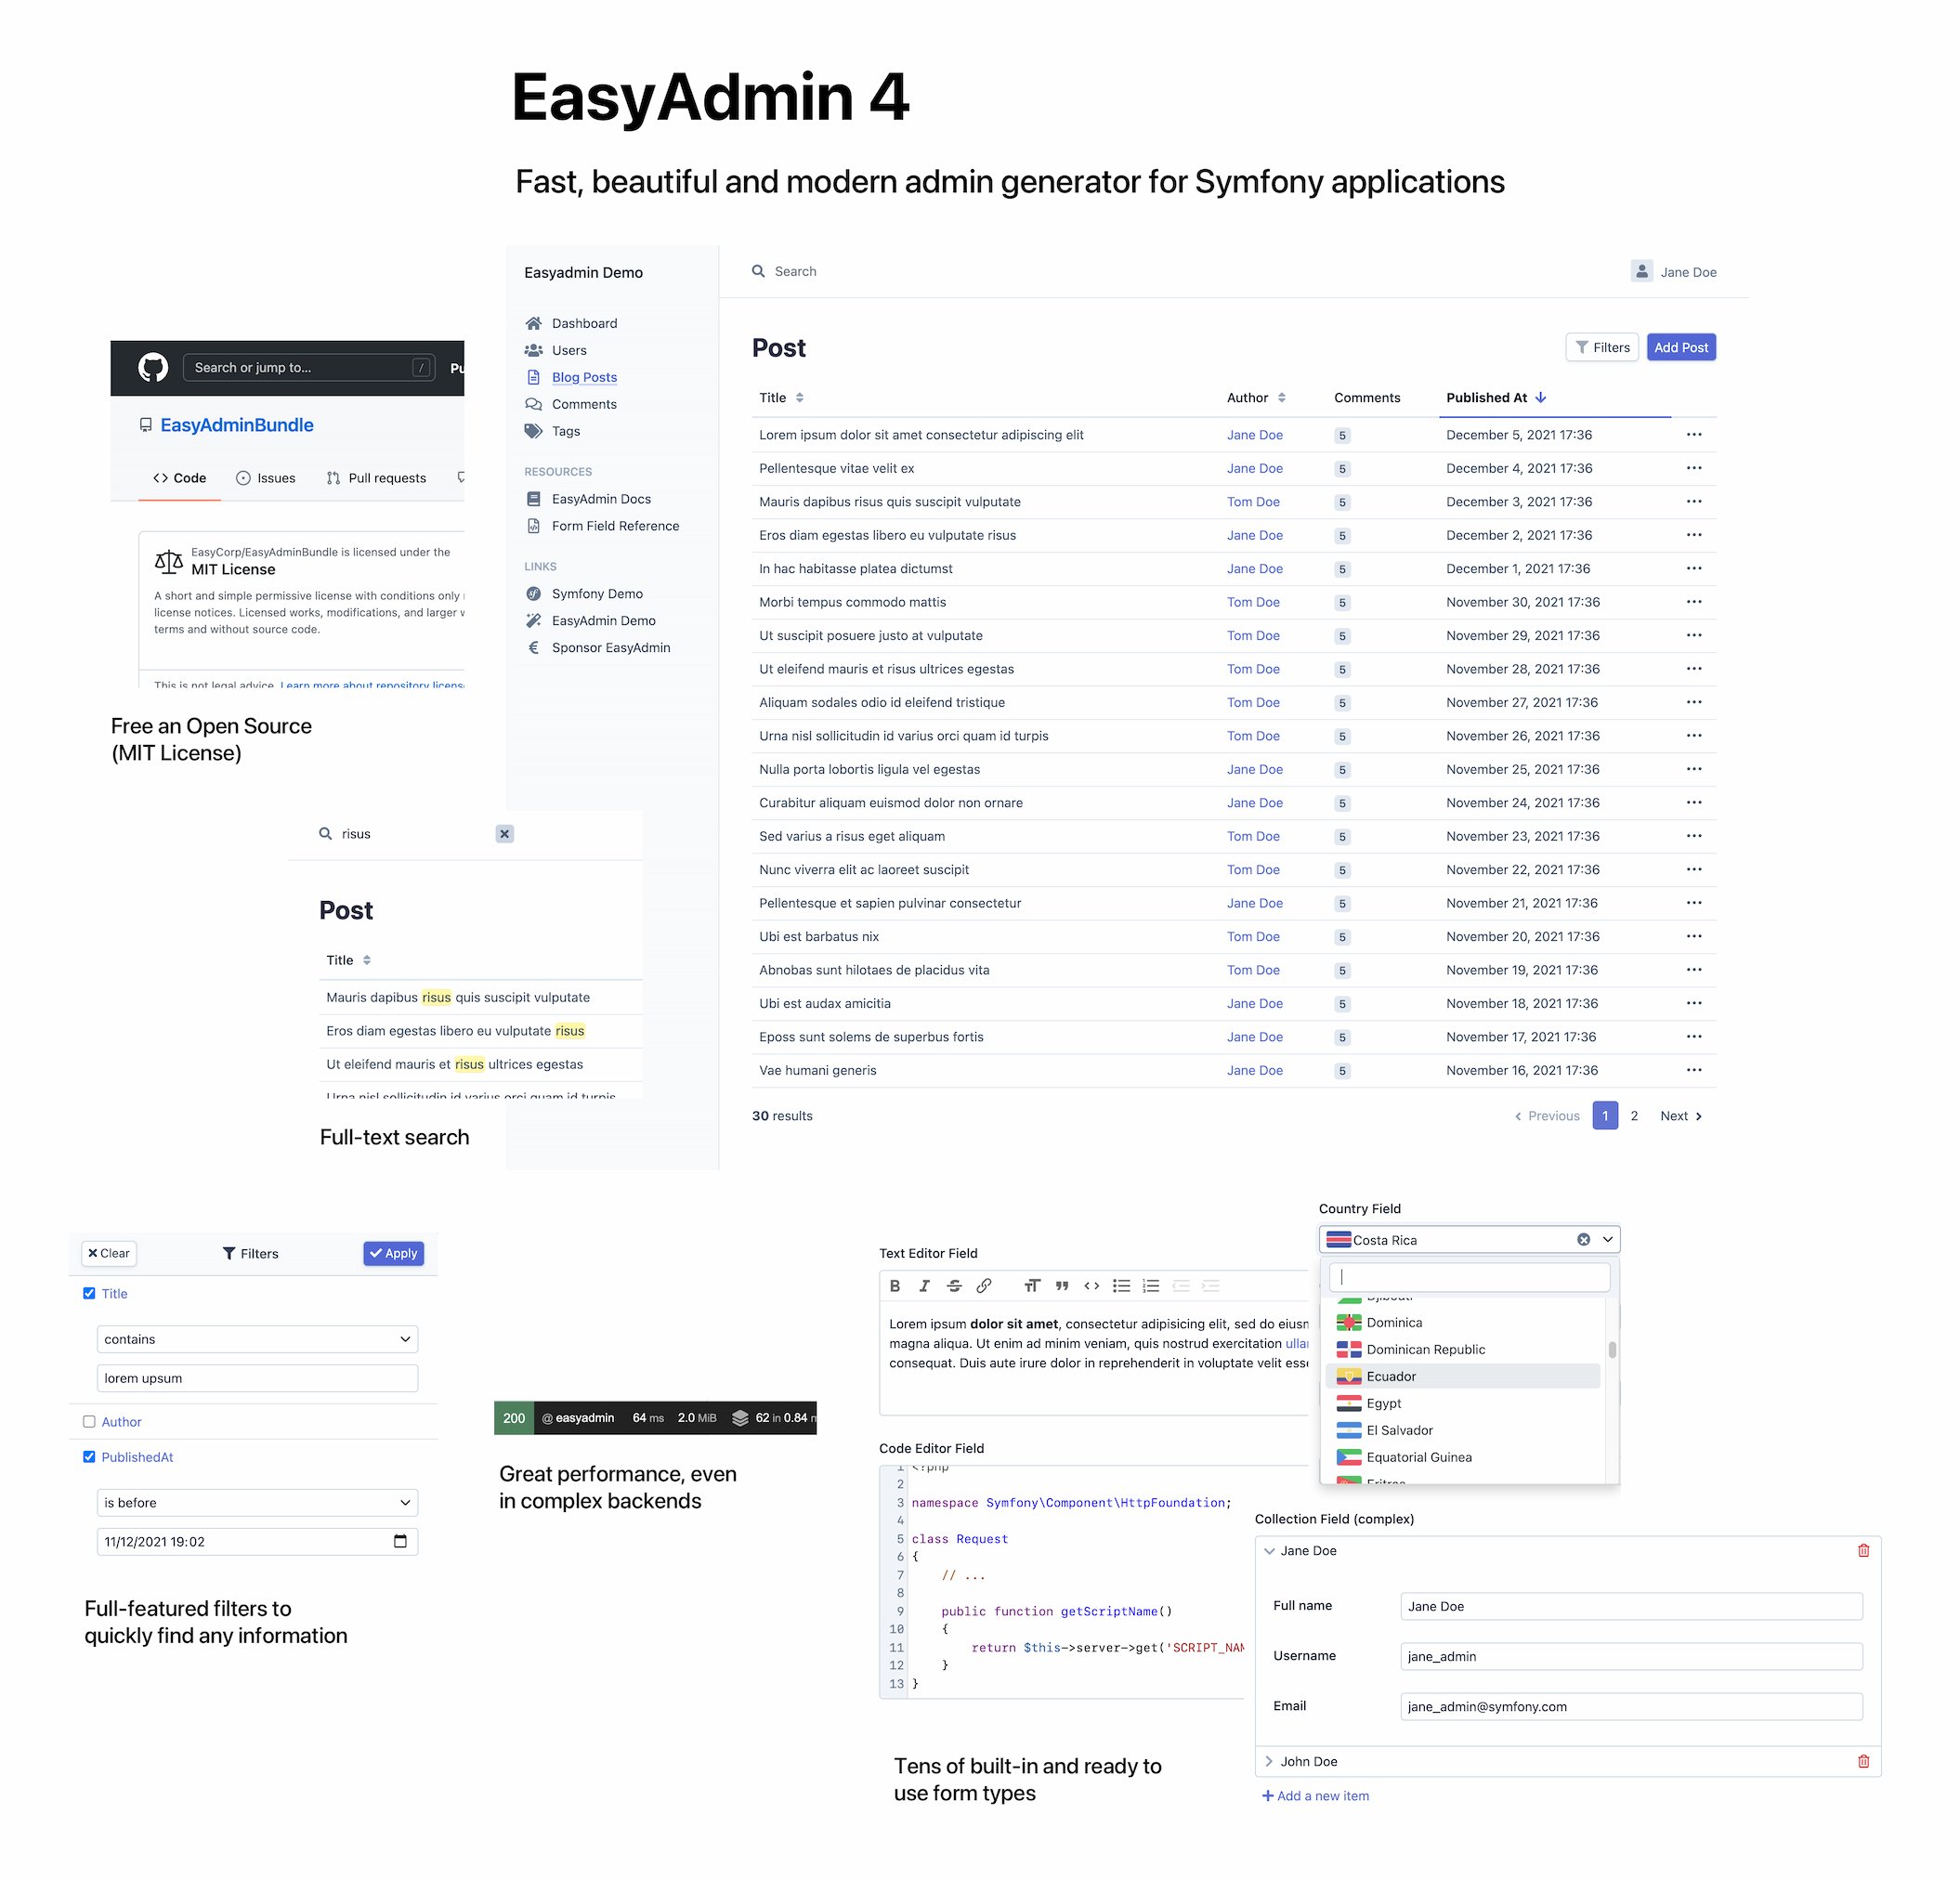 EasyAdmin 4
Fast, beautiful and modern admin generator for Symfony applications
Search or jump to...
/
EasyAdminBundle
Code Issues Pull requests
EasyCorp/EasyAdminBundle is licensed under the
MIT License
A short and simple permissive license with conditions only
license notices. Licensed works, modifications, and larger
terms and without source code.
This is not legal advice. Learn more about repository
Free an Open Source
(MIT License)
Easyadmin Demo
Dashboard
Users
Blog Posts
Comments
Tags
RESOURCES
EasyAdmin Docs
Form Field Reference
LINKS
Symfony Demo
EasyAdmin Demo
Sponsor EasyAdmin
Search
Jane Doe
Post
Filters Add Post
Title Author Comments Published At
Lorem ipsum dolor sit amet consectetur adipiscing elit Jane Doe 5 December 5, 2021 17:36
Pellentesque vitae velit ex Jane Doe 5 December 4, 2021 17:36
Mauris dapibus risus quis suscipit vulputate Tom Doe 5 December 3, 2021 17:36
Eros diam egestas libero eu vulputate risus Jane Doe 5 December 2, 2021 17:36
In hac habitasse platea dictumst Jane Doe 5 December 1, 2021 17:36
Morbi tempus commodo mattis Tom Doe 5 November 30, 2021 17:36
Ut suscipit posuere justo at vulputate Tom Doe 5 November 29, 2021 17:36
Ut eleifend mauris et risus ultrices egestas Tom Doe 5 November 28, 2021 17:36
Aliquam sodales odio id eleifend tristique Tom Doe 5 November 27, 2021 17:36
Urna nisl sollicitudin id varius orci quam id turpis Tom Doe 5 November 26, 2021 17:36
Nulla porta lobortis ligula vel egestas Jane Doe 5 November 25, 2021 17:36
Curabitur aliquam euismod dolor non ornare Jane Doe 5 November 24, 2021 17:36
Sed varius a risus eget aliquam Tom Doe 5 November 23, 2021 17:36
Nunc viverra elit ac laoreet suscipit Tom Doe 5 November 22, 2021 17:36
Pellentesque et sapien pulvinar consectetur Jane Doe 5 November 21, 2021 17:36
Ubi est barbatus nix Tom Doe 5 November 20, 2021 17:36
Abnobas sunt hilotaes de placidus vita Tom Doe 5 November 19, 2021 17:36
Ubi est audax amicitia Jane Doe 5 November 18, 2021 17:36
Eposs sunt solems de superbus fortis Jane Doe 5 November 17, 2021 17:36
Vae humani generis Jane Doe 5 November 16, 2021 17:36
30 results
Previous 1 2 Next
risus
Post
Title
Mauris dapibus risus quis suscipit vulputate
Eros diam egestas libero eu vulputate risus
Ut eleifend mauris et risus ultrices egestas
Urna nisl sollicitudin id varius orci quam id turpis
Full-text search
Clear Filters Apply
Title
contains
lorem upsum
Author
PublishedAt
is before
11/12/2021 19:02
Full-featured filters to
quickly find any information
200 @ easyadmin 64 ms 2.0 MiB 62 in 0.84
Great performance, even
in complex backends
Text Editor Field
B I S
Lorem ipsum dolor sit amet, consectetur adipisicing elit, sed do
magna aliqua. Ut enim ad minim veniam, quis nostrud exercitation
consequat. Duis aute irure dolor in reprehenderit in voluptate velit
Code Editor Field
1 <?php
2
3 namespace Symfony\Component\HttpFoundation;
4
5 class Request
6 {
7 // ...
8
9 public function getScriptName()
10 {
11 return $this->server->get('SCRIPT_NAM
12 }
13 }
Country Field
Costa Rica
Djibouti
Dominica
Dominican Republic
Ecuador
Egypt
El Salvador
Equatorial Guinea
Eritrea
Collection Field (complex)
Jane Doe
Full name Jane Doe
Username jane_admin
Email jane_admin@symfony.com
John Doe
Add a new item
Tens of built-in and ready to
use form types